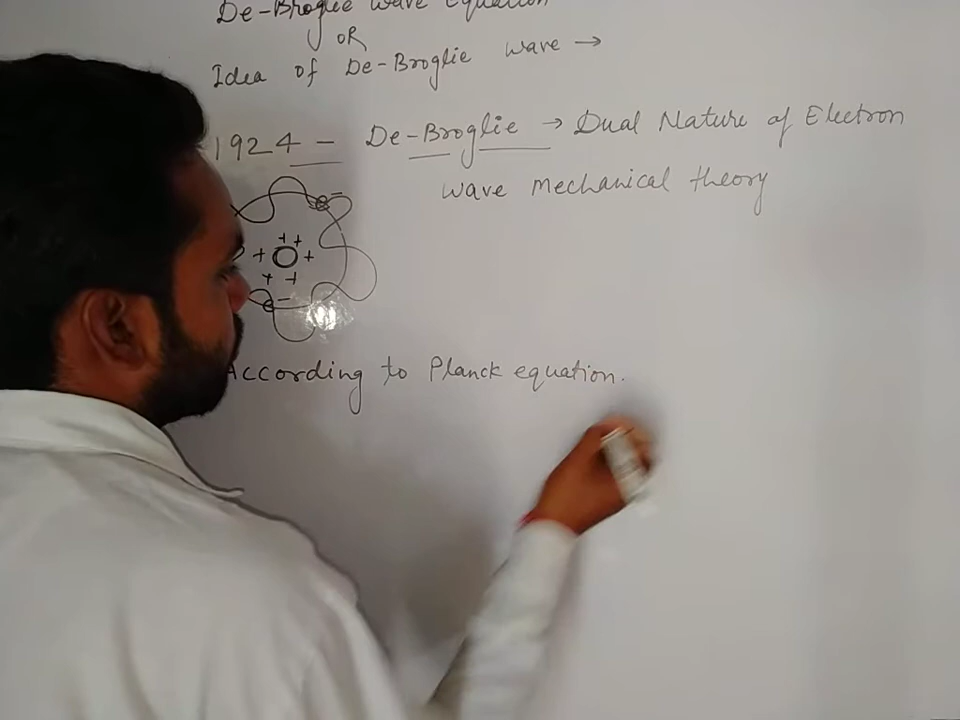 De-Broglie wave Equation
OR
Idea of De-Broglie wave →
1924 - De-Broglie → Dual Nature of Electron
wave mechanical theory
-
+ +
+ +
+ +
-
According to Planck equation.